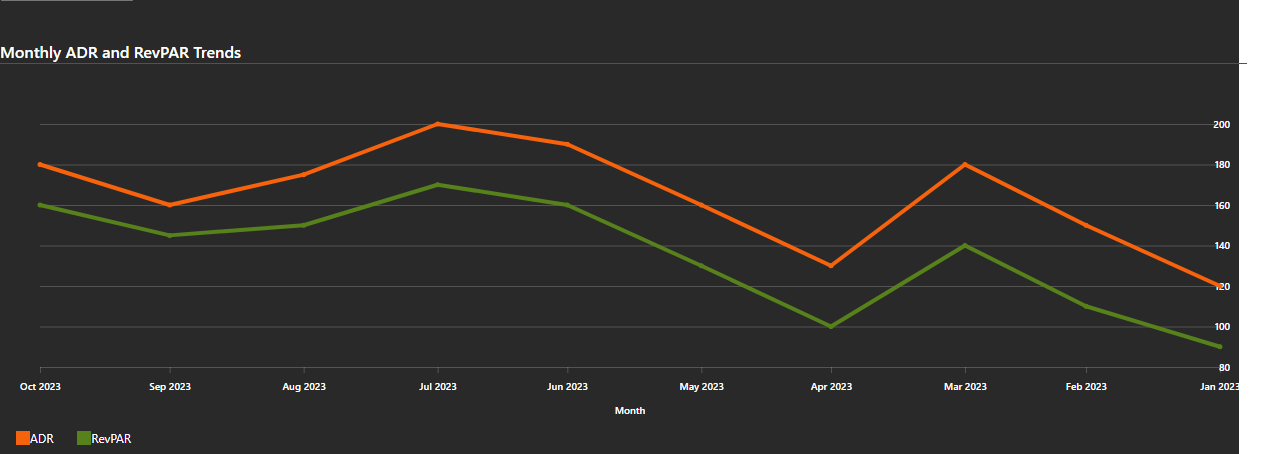 Monthly ADR and RevPAR Trends
200
180
160
140
120
100
80
Oct 2023 Sep 2023 Aug 2023 Jul 2023 Jun 2023 May 2023 Apr 2023 Mar 2023 Feb 2023 Jan 2023
Month
ADR RevPAR